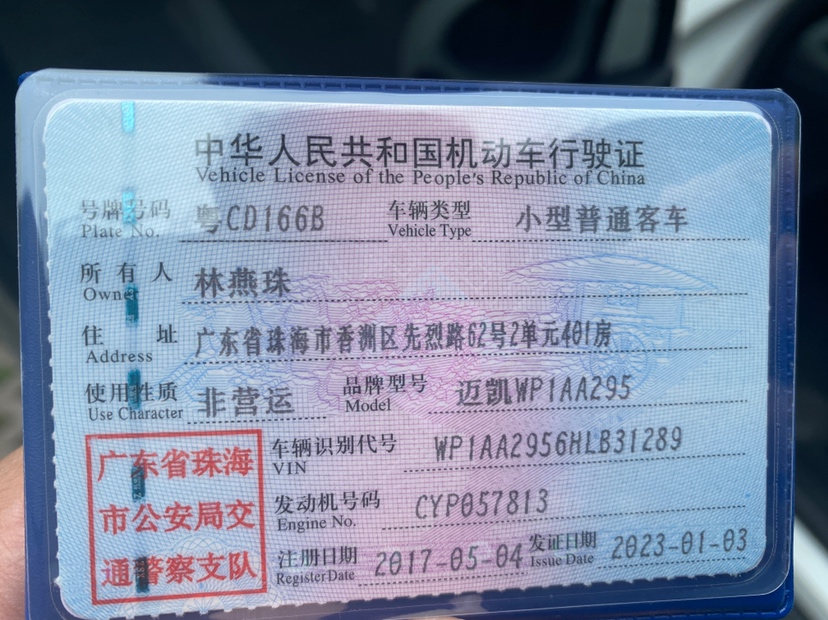 中华人民共和国机动车行驶证
Vehicle License of the People's Republic of China
号牌号码 粤CD166B 车辆类型 小型普通客车
Plate No. Vehicle Type
所有人 林燕珠
Owner
住址 广东省珠海市香洲区先烈路62号2单元401房
Address
使用性质 非营运 品牌型号 迈凯WP1AA295
Use Character Model
车辆识别代号 WP1AA2956HLB31289
VIN
发动机号码 CYP057813
Engine No.
注册日期 2017-05-04 发证日期 2023-01-03
Register Date Issue Date
广东省珠海
市公安局交
通警察支队